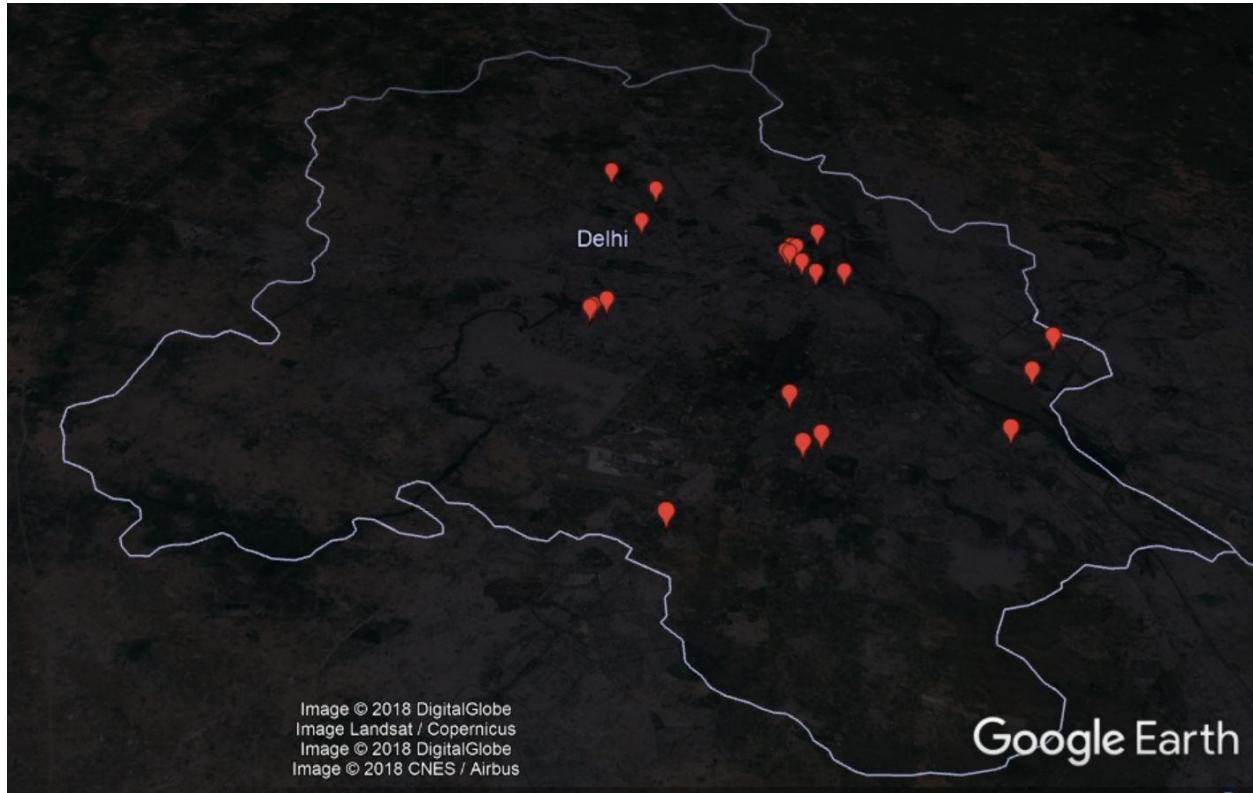 Delhi
Image © 2018 DigitalGlobe
Image Landsat / Copernicus
Image © 2018 DigitalGlobe
Image © 2018 CNES / Airbus
Google Earth